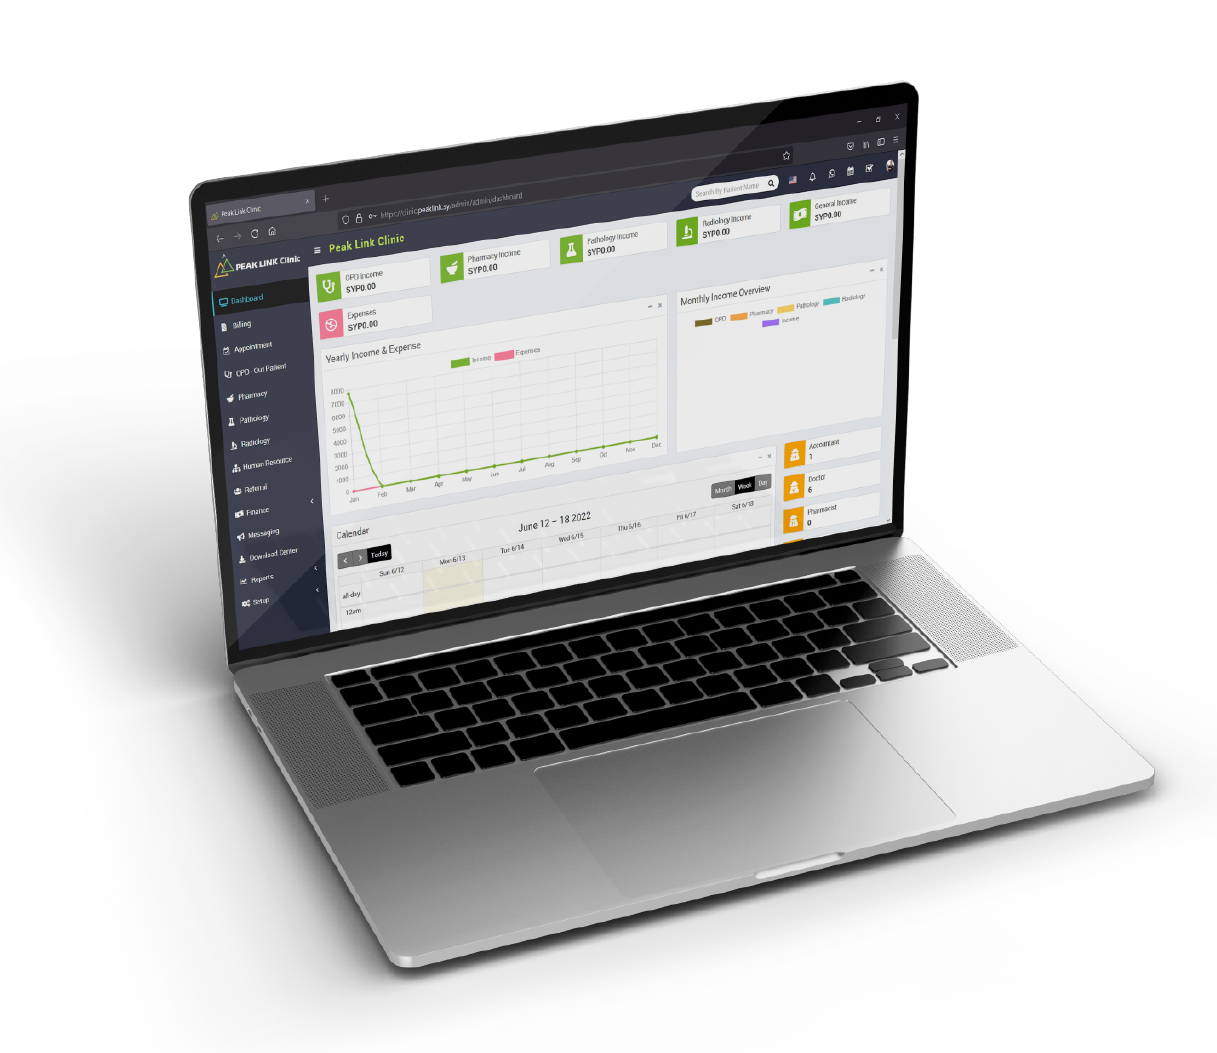 Peak Link Clinic
https://clinic.peaklink.sy/admin/admin/dashboard
PEAK LINK Clinic
Peak Link Clinic
Search By Patient Name
Dashboard
Billing
Appointment
OPD - Out Patient
Pharmacy
Pathology
Radiology
Human Resource
Referral
Finance
Messaging
Download Center
Reports
Setup
OPD Income
SYP0.00
Pharmacy Income
SYP0.00
Pathology Income
SYP0.00
Radiology Income
SYP0.00
General Income
SYP0.00
Expenses
SYP0.00
Yearly Income & Expense
Income Expenses
8000
7000
6000
5000
4000
3000
2000
1000
0
Jan Feb Mar Apr May Jun Jul Aug Sep Oct Nov Dec
Monthly Income Overview
OPD Pharmacy Pathology Radiology
Income
Calendar
Today
June 12 – 18 2022
Month Week Day
Sun 6/12 Mon 6/13 Tue 6/14 Wed 6/15 Thu 6/16 Fri 6/17 Sat 6/18
all-day
12am
Accountant
1
Doctor
6
Pharmacist
0